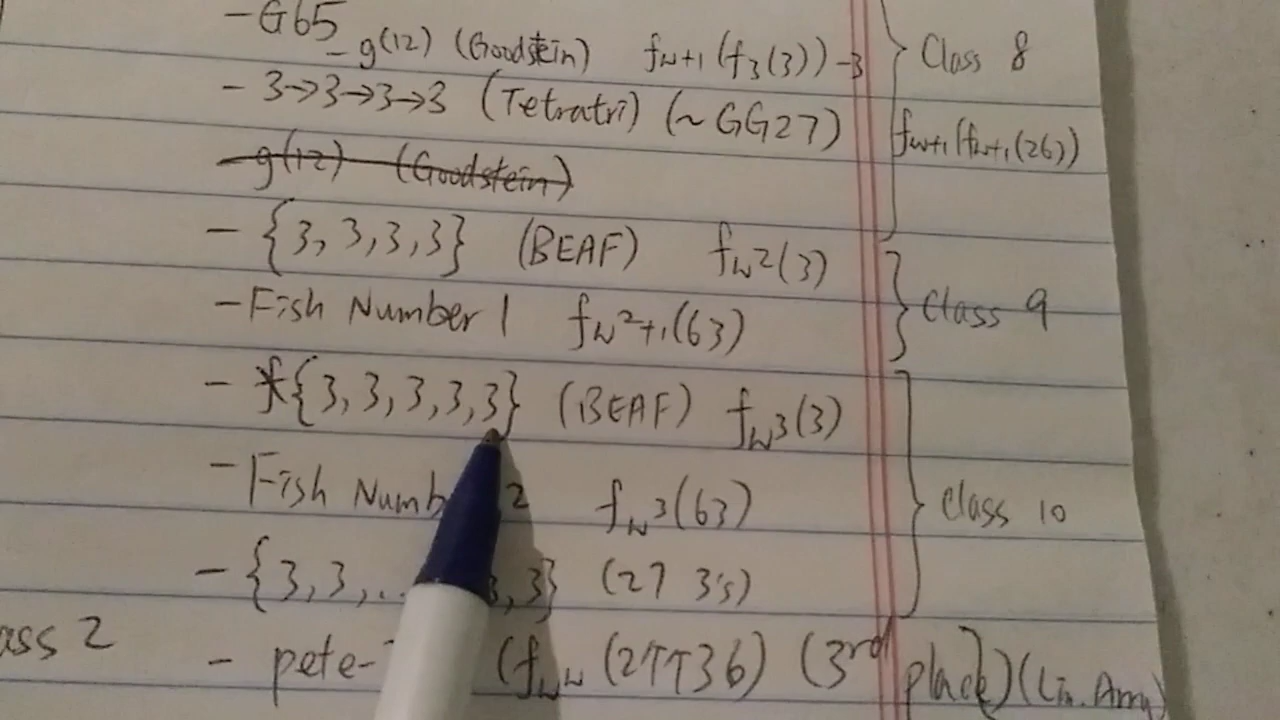 - G65
- g(12) (Goodstein) fω+1(f3(3))-3 Class 8
- 3→3→3→3 (Tetratri) (~GG27) fω+1(fω+1(26))
- g(12) (Goodstein)
- {3, 3, 3, 3} (BEAF) fω2(3)
- Fish Number 1 fω2+1(63) Class 9
- {3, 3, 3, 3, 3} (BEAF) fω3(3)
- Fish Numb 2 fω3(63) Class 10
- {3, 3, .. 3, 3} (27 3's)
ass 2 - pete- (fωω (2↑↑36) (3rd place) (Lin. Array)